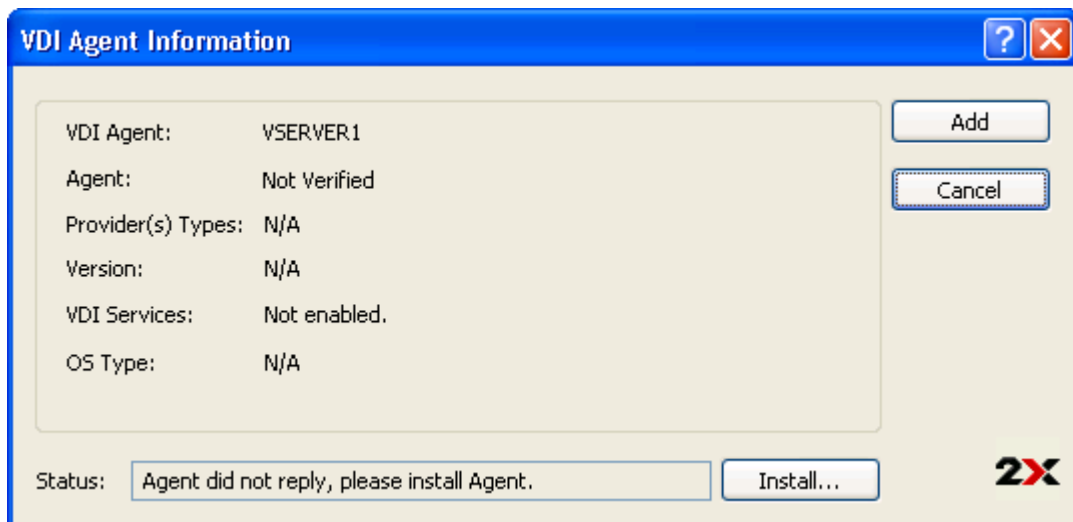 VDI Agent Information
?
VDI Agent: VSERVER1
Agent: Not Verified
Provider(s) Types: N/A
Version: N/A
VDI Services: Not enabled.
OS Type: N/A
Add
Cancel
Status: Agent did not reply, please install Agent.
Install...
2X